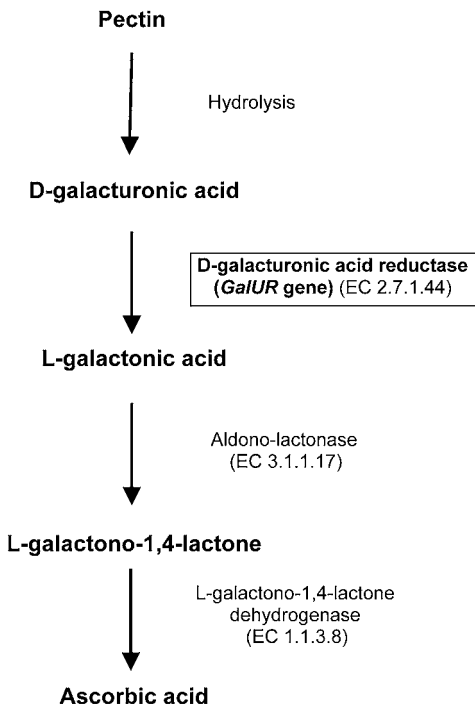 Pectin
Hydrolysis
D-galacturonic acid
D-galacturonic acid reductase
(GalUR gene) (EC 2.7.1.44)
L-galactonic acid
Aldono-lactonase
(EC 3.1.1.17)
L-galactono-1,4-lactone
L-galactono-1,4-lactone
dehydrogenase
(EC 1.1.3.8)
Ascorbic acid